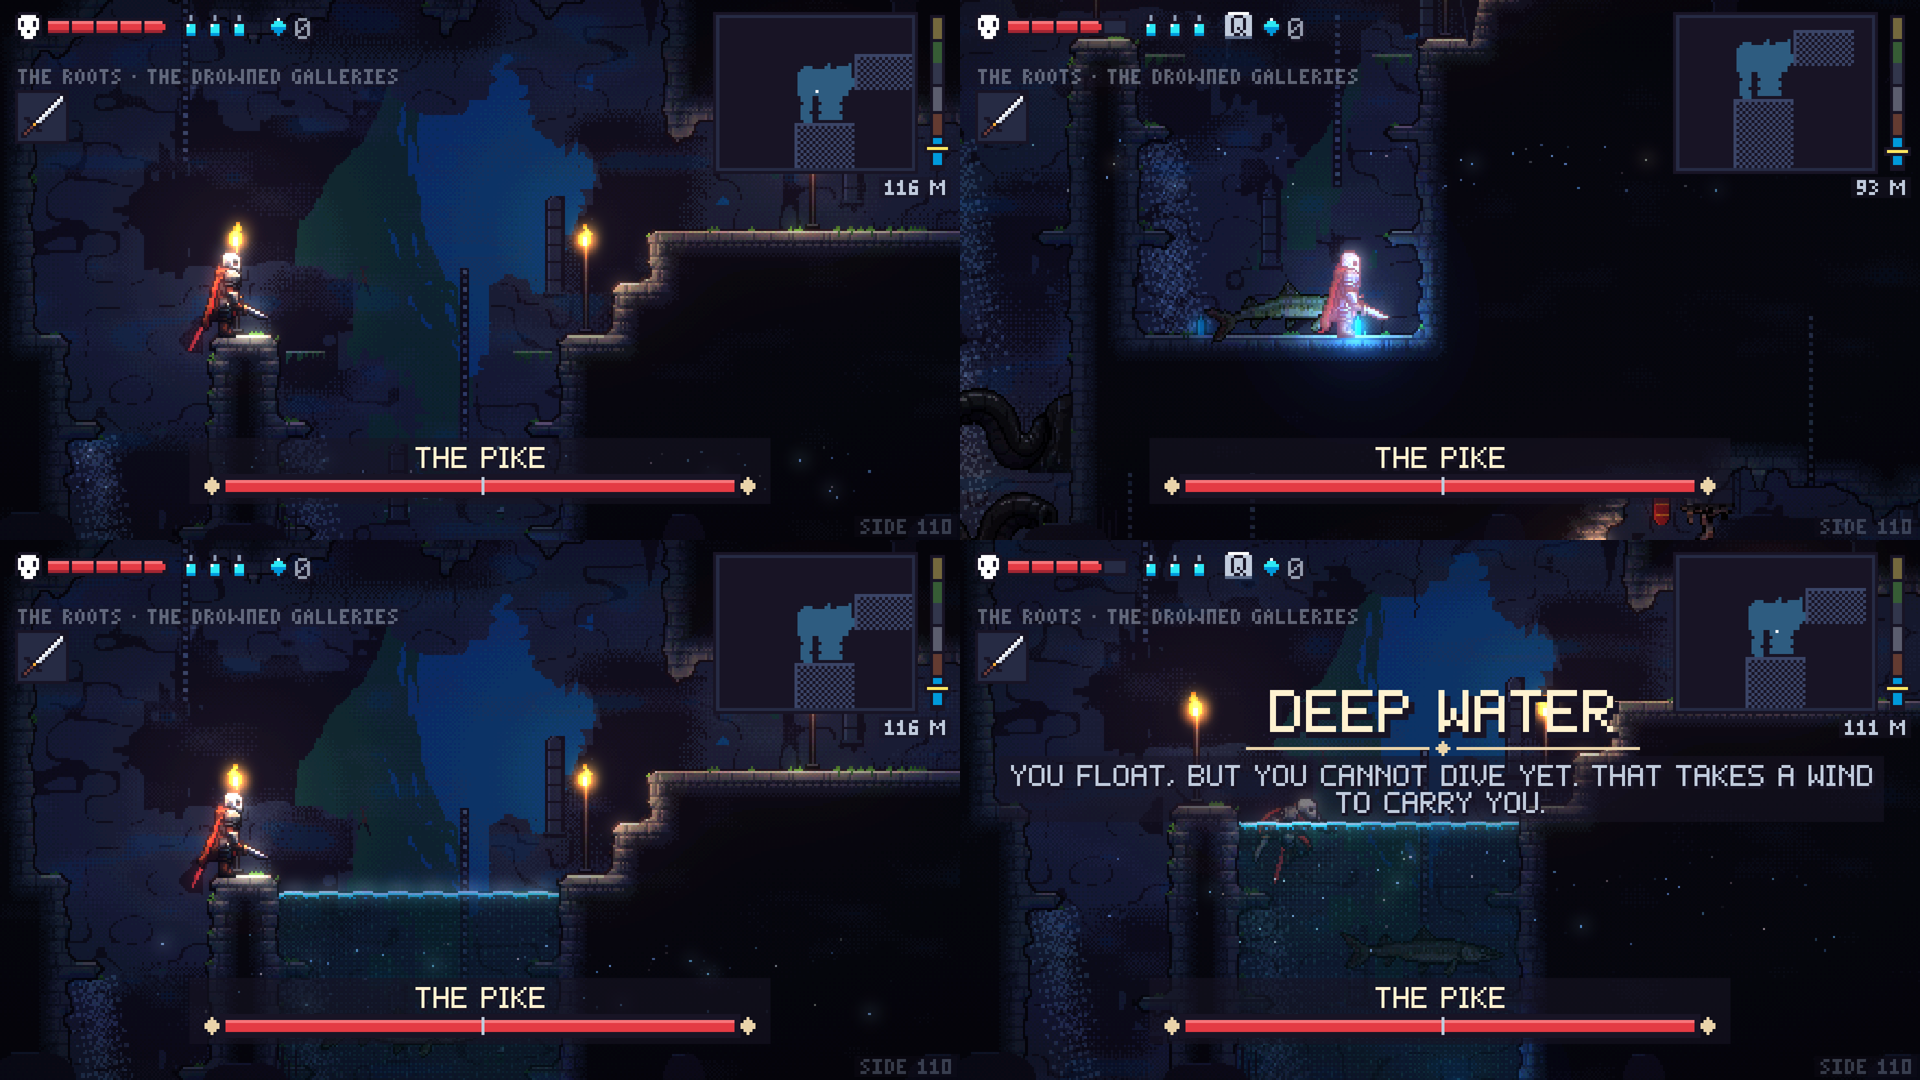 0
THE ROOTS · THE DROWNED GALLERIES
116 M
THE PIKE
SIDE 110
Q 0
THE ROOTS · THE DROWNED GALLERIES
93 M
THE PIKE
SIDE 110
0
THE ROOTS · THE DROWNED GALLERIES
116 M
THE PIKE
SIDE 110
Q 0
THE ROOTS · THE DROWNED GALLERIES
111 M
DEEP WATER
YOU FLOAT, BUT YOU CANNOT DIVE YET. THAT TAKES A WIND
TO CARRY YOU.
THE PIKE
SIDE 110